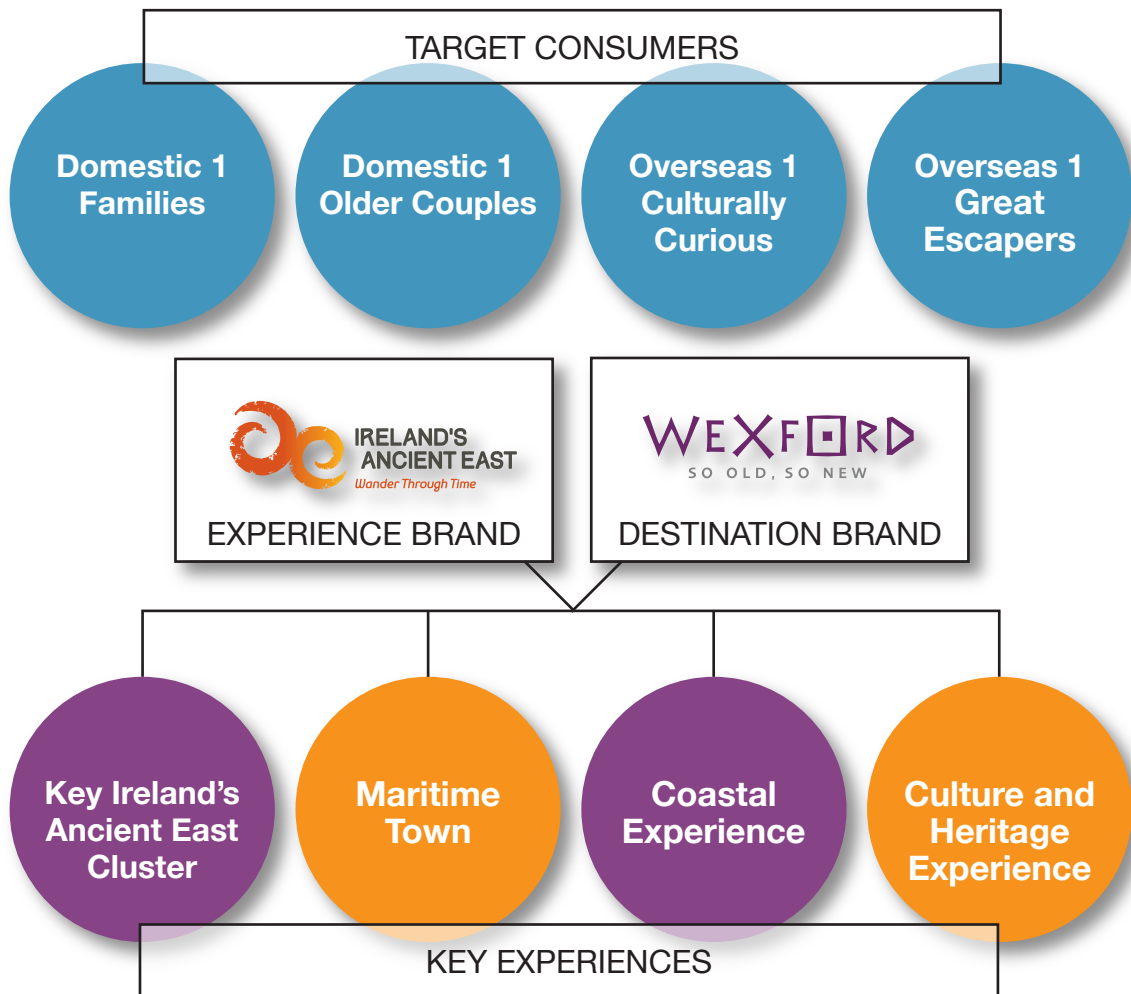 TARGET CONSUMERS
Domestic 1
Families
Domestic 1
Older Couples
Overseas 1
Culturally
Curious
Overseas 1
Great
Escapers
IRELAND'S
ANCIENT EAST
Wander Through Time
EXPERIENCE BRAND
WEXFORD
SO OLD, SO NEW
DESTINATION BRAND
Key Ireland's
Ancient East
Cluster
Maritime
Town
Coastal
Experience
Culture and
Heritage
Experience
KEY EXPERIENCES